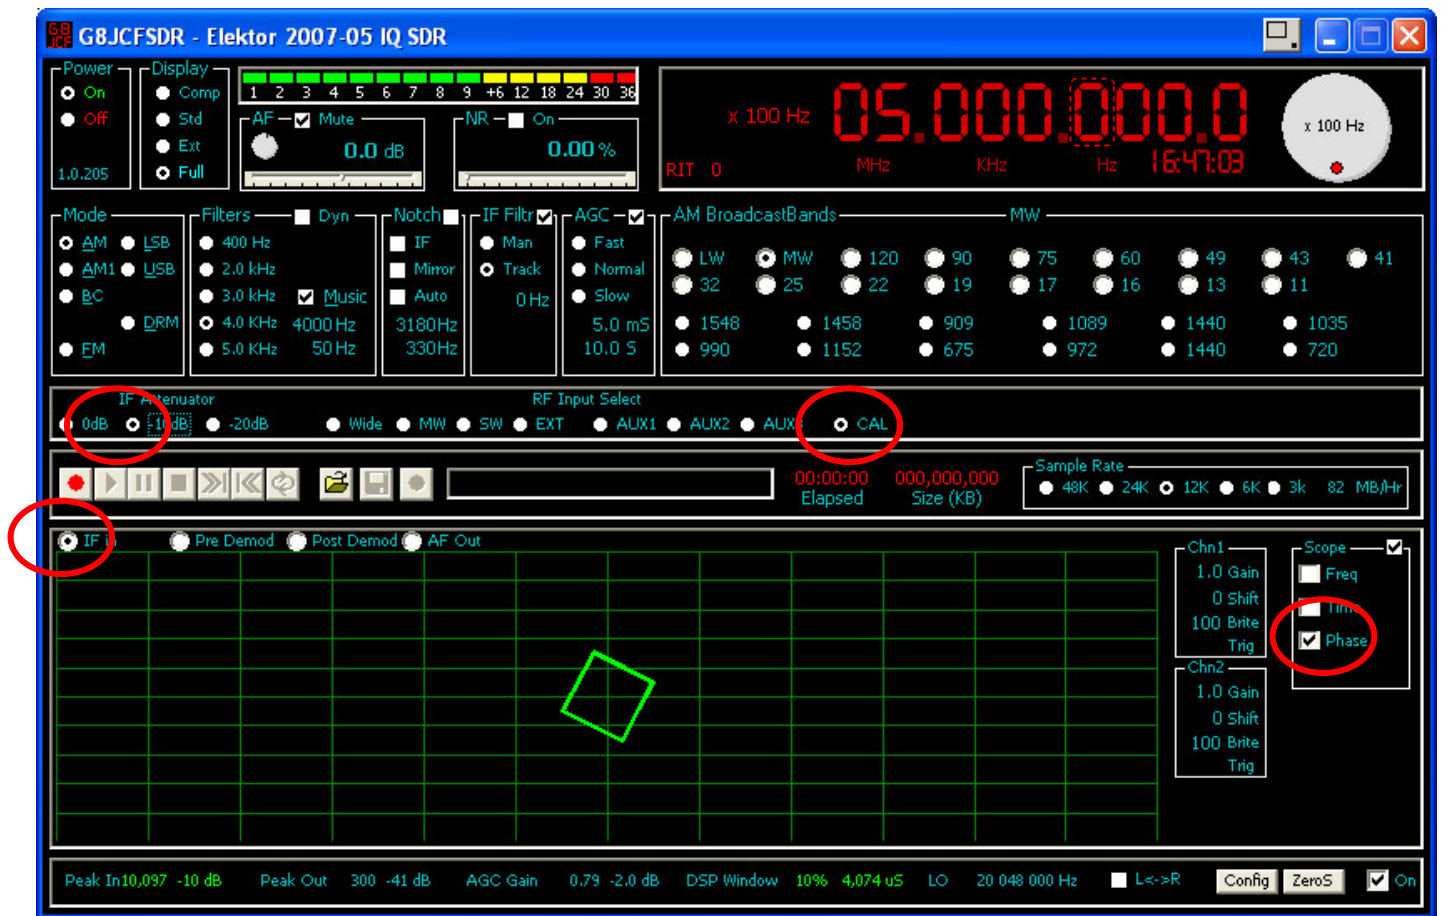 G8JCFSDR - Elektor 2007-05 IQ SDR
Power
On
Off
1.0.205
Display
Comp
Std
Ext
Full
1 2 3 4 5 6 7 8 9 +6 12 18 24 30 36
AF Mute
0.0 dB
NR On
0.00 %
x 100 Hz
05.000.000.0
MHz KHz Hz 16:47:03
RIT 0
x 100 Hz
Mode
AM LSB
AM1 USB
BC
DRM
FM
Filters Dyn
400 Hz
2.0 kHz
3.0 kHz Music
4.0 KHz 4000 Hz
5.0 KHz 50 Hz
Notch
IF
Mirror
Auto
3180Hz
330Hz
IF Filtr
Man
Track
0 Hz
AGC
Fast
Normal
Slow
5.0 mS
10.0 S
AM BroadcastBands MW
LW MW 120 90 75 60 49 43 41
32 25 22 19 17 16 13 11
1548 1458 909 1089 1440 1035
990 1152 675 972 1440 720
IF Attenuator RF Input Select
0dB -10dB -20dB Wide MW SW EXT AUX1 AUX2 CAL
00:00:00 000,000,000
Elapsed Size (KB)
Sample Rate
48K 24K 12K 6K 3k 82 MB/Hr
IF in Pre Demod Post Demod AF Out
Chn1
1.0 Gain
0 Shift
100 Brite
Trig
Chn2
1.0 Gain
0 Shift
100 Brite
Trig
Scope
Freq
Time
Phase
Peak In 10,097 -10 dB Peak Out 300 -41 dB AGC Gain 0.79 -2.0 dB DSP Window 10% 4,074 uS LO 20 048 000 Hz L<->R Config ZeroS On